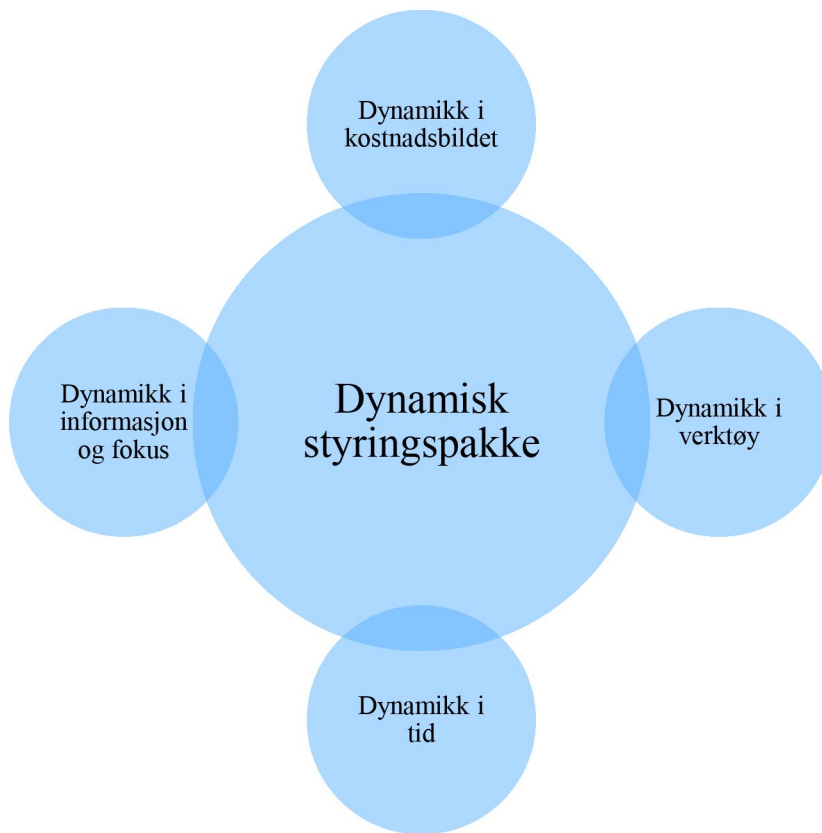 Dynamikk i
kostnadsbildet
Dynamikk i
informasjon
og fokus
Dynamisk
styringspakke
Dynamikk i
verktøy
Dynamikk i
tid